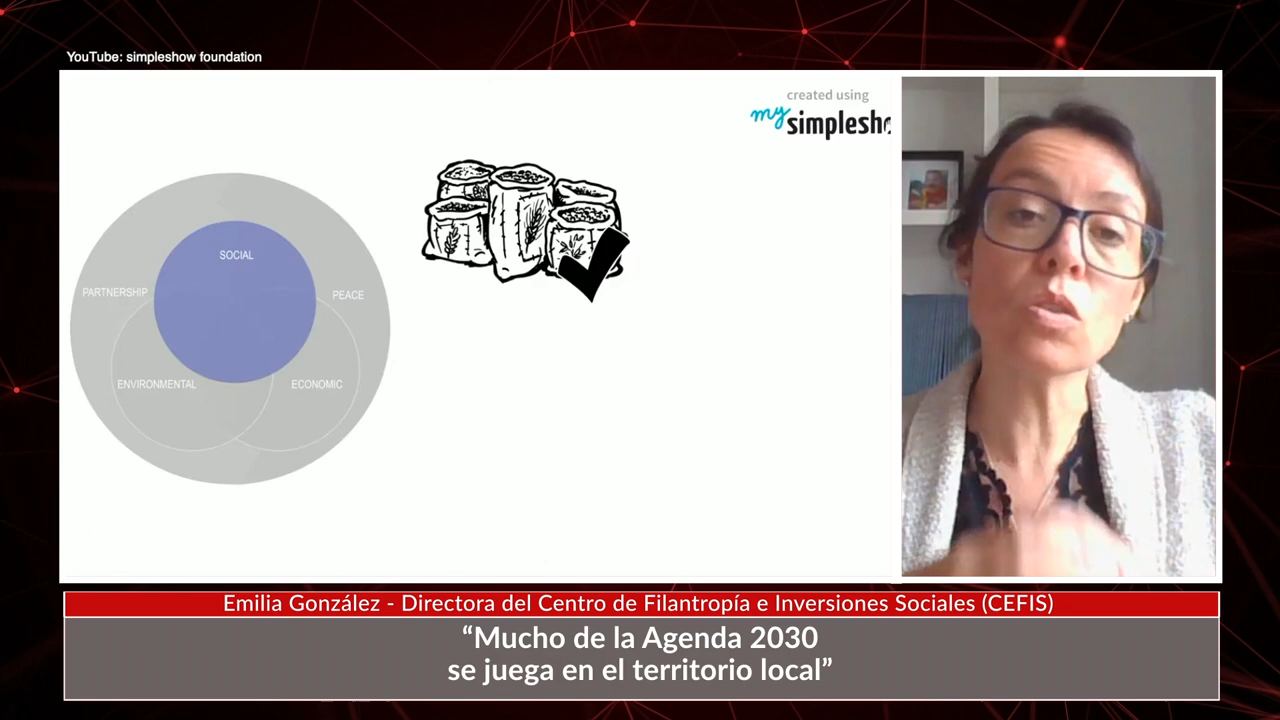 YouTube: simpleshow foundation
created using
my
simplesho
SOCIAL
PARTNERSHIP
PEACE
ENVIRONMENTAL
ECONOMIC
Emilia González - Directora del Centro de Filantropía e Inversiones Sociales (CEFIS)
“Mucho de la Agenda 2030
se juega en el territorio local”